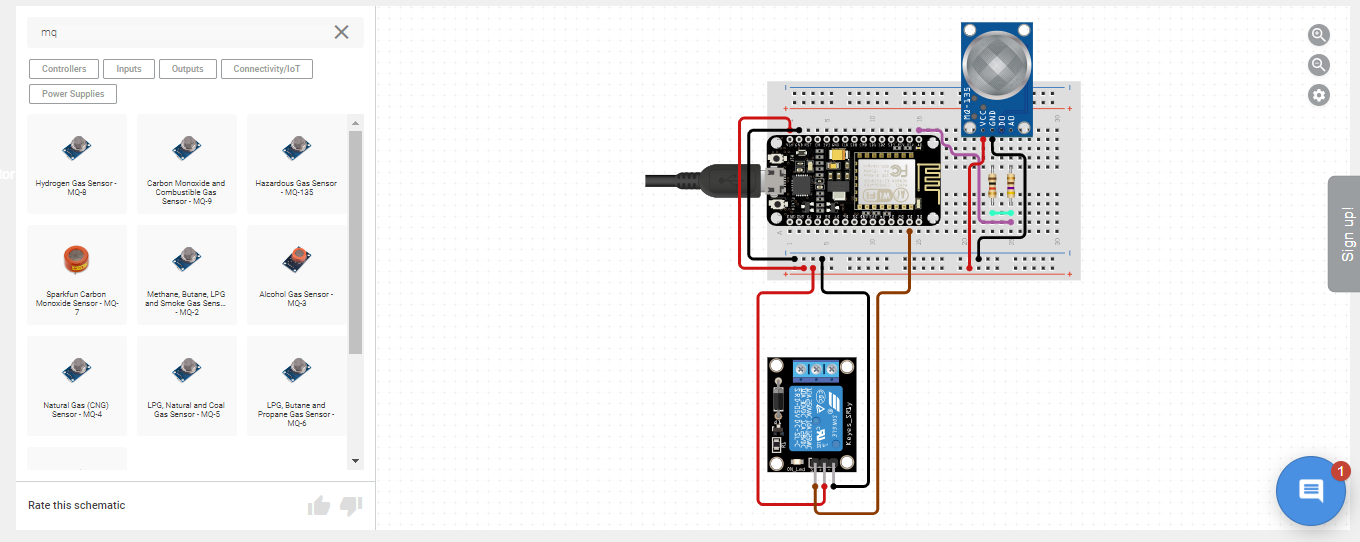 mq
Controllers
Inputs
Outputs
Connectivity/IoT
Power Supplies
Hydrogen Gas Sensor -
MQ-8
Carbon Monoxide and
Combustible Gas
Sensor - MQ-9
Hazardous Gas Sensor
- MQ-135
Sparkfun Carbon
Monoxide Sensor - MQ-
7
Methane, Butane, LPG
and Smoke Gas Sens...
- MQ-2
Alcohol Gas Sensor -
MQ-3
Natural Gas (CNG)
Sensor - MQ-4
LPG, Natural and Coal
Gas Sensor - MQ-5
LPG, Butane and
Propane Gas Sensor -
MQ-6
Rate this schematic
tor
MQ-135
VCC
GND
DO
AO
Keyes_SRly
ON_Led
Sign up!
1